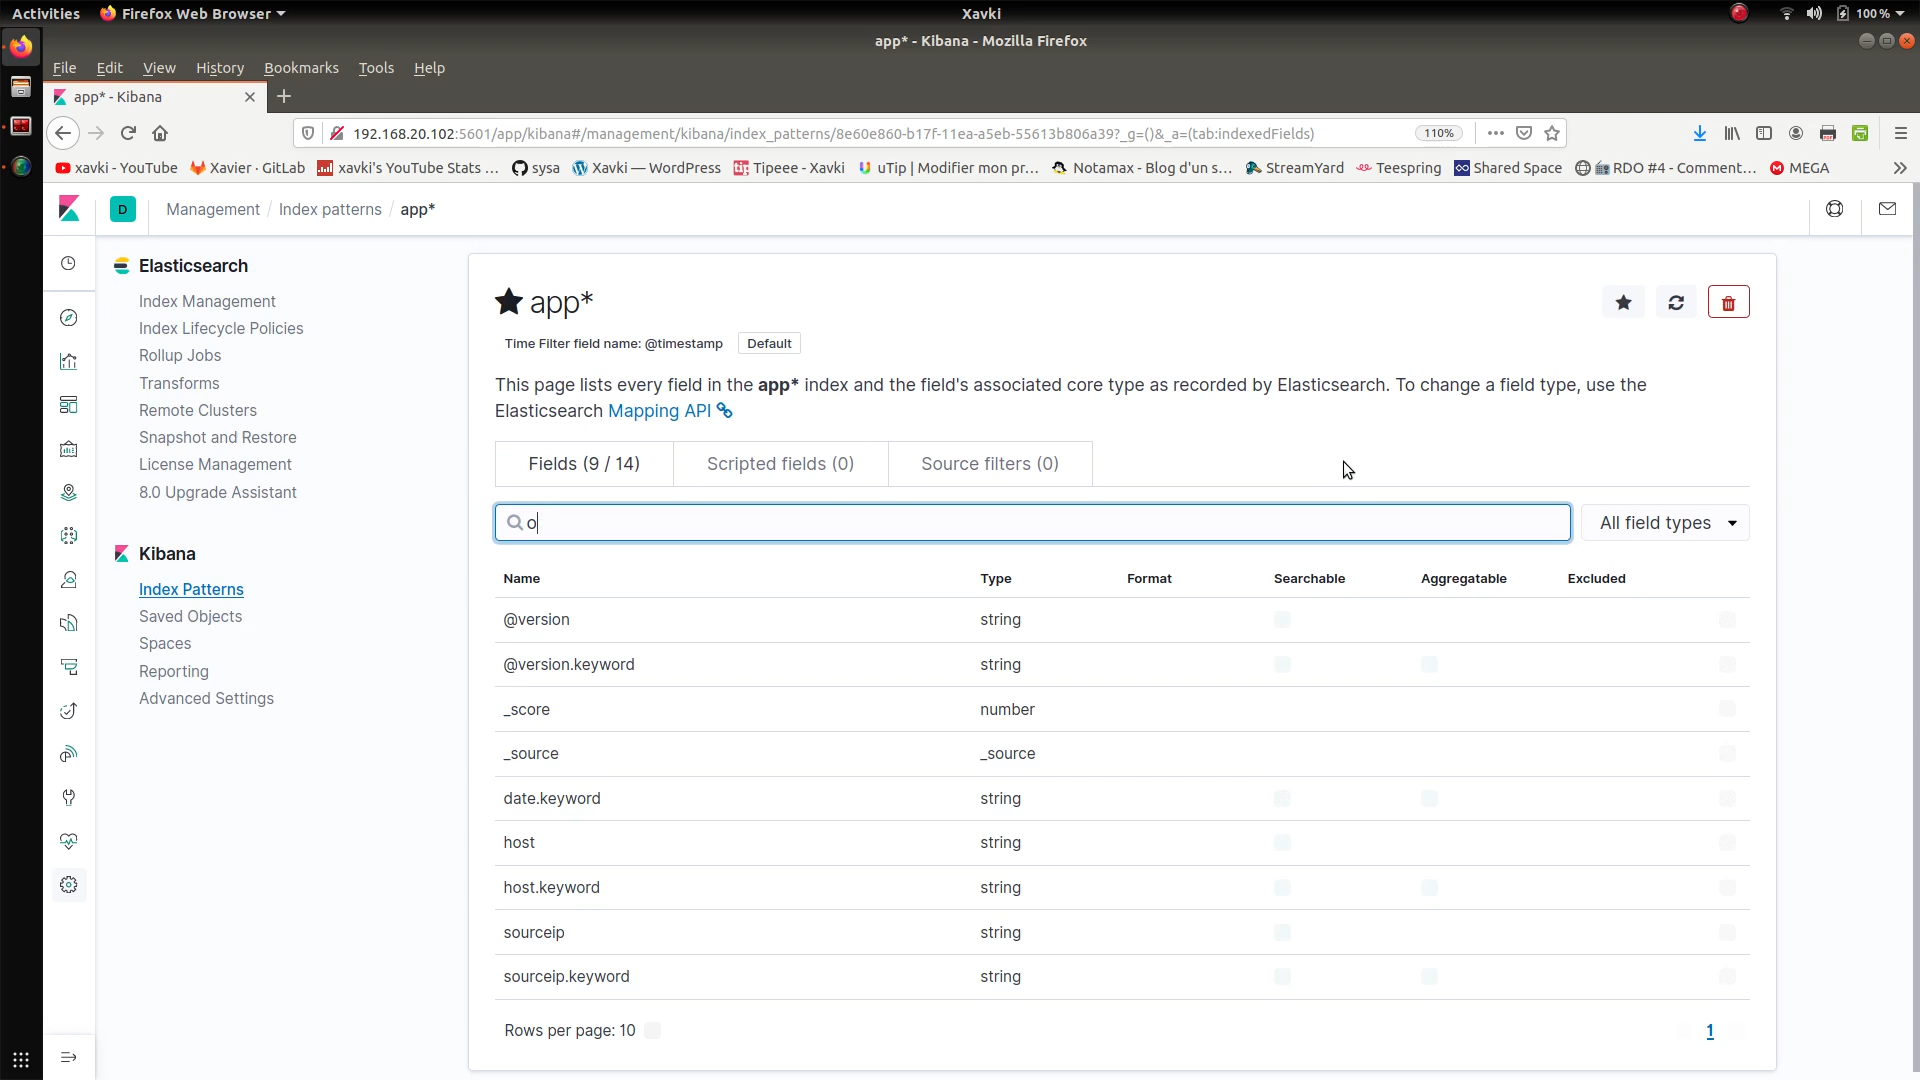 Activities Firefox Web Browser Xavki 100 %
app* - Kibana - Mozilla Firefox
File Edit View History Bookmarks Tools Help
app* - Kibana
192.168.20.102:5601/app/kibana#/management/kibana/index_patterns/8e60e860-b17f-11ea-a5eb-55613b806a39?_g=()&_a=(tab:indexedFields) 110%
xavki - YouTube Xavier · GitLab xavki's YouTube Stats ... sysa Xavki — WordPress Tipeee - Xavki uTip | Modifier mon pr... Notamax - Blog d'un s... StreamYard Teespring Shared Space RDO #4 - Comment... MEGA
D Management / Index patterns / app*
Elasticsearch
Index Management
Index Lifecycle Policies
Rollup Jobs
Transforms
Remote Clusters
Snapshot and Restore
License Management
8.0 Upgrade Assistant
Kibana
Index Patterns
Saved Objects
Spaces
Reporting
Advanced Settings
app*
Time Filter field name: @timestamp Default
This page lists every field in the app* index and the field's associated core type as recorded by Elasticsearch. To change a field type, use the
Elasticsearch Mapping API
Fields (9 / 14) Scripted fields (0) Source filters (0)
o All field types
Name Type Format Searchable Aggregatable Excluded
@version string
@version.keyword string
_score number
_source _source
date.keyword string
host string
host.keyword string
sourceip string
sourceip.keyword string
Rows per page: 10 1